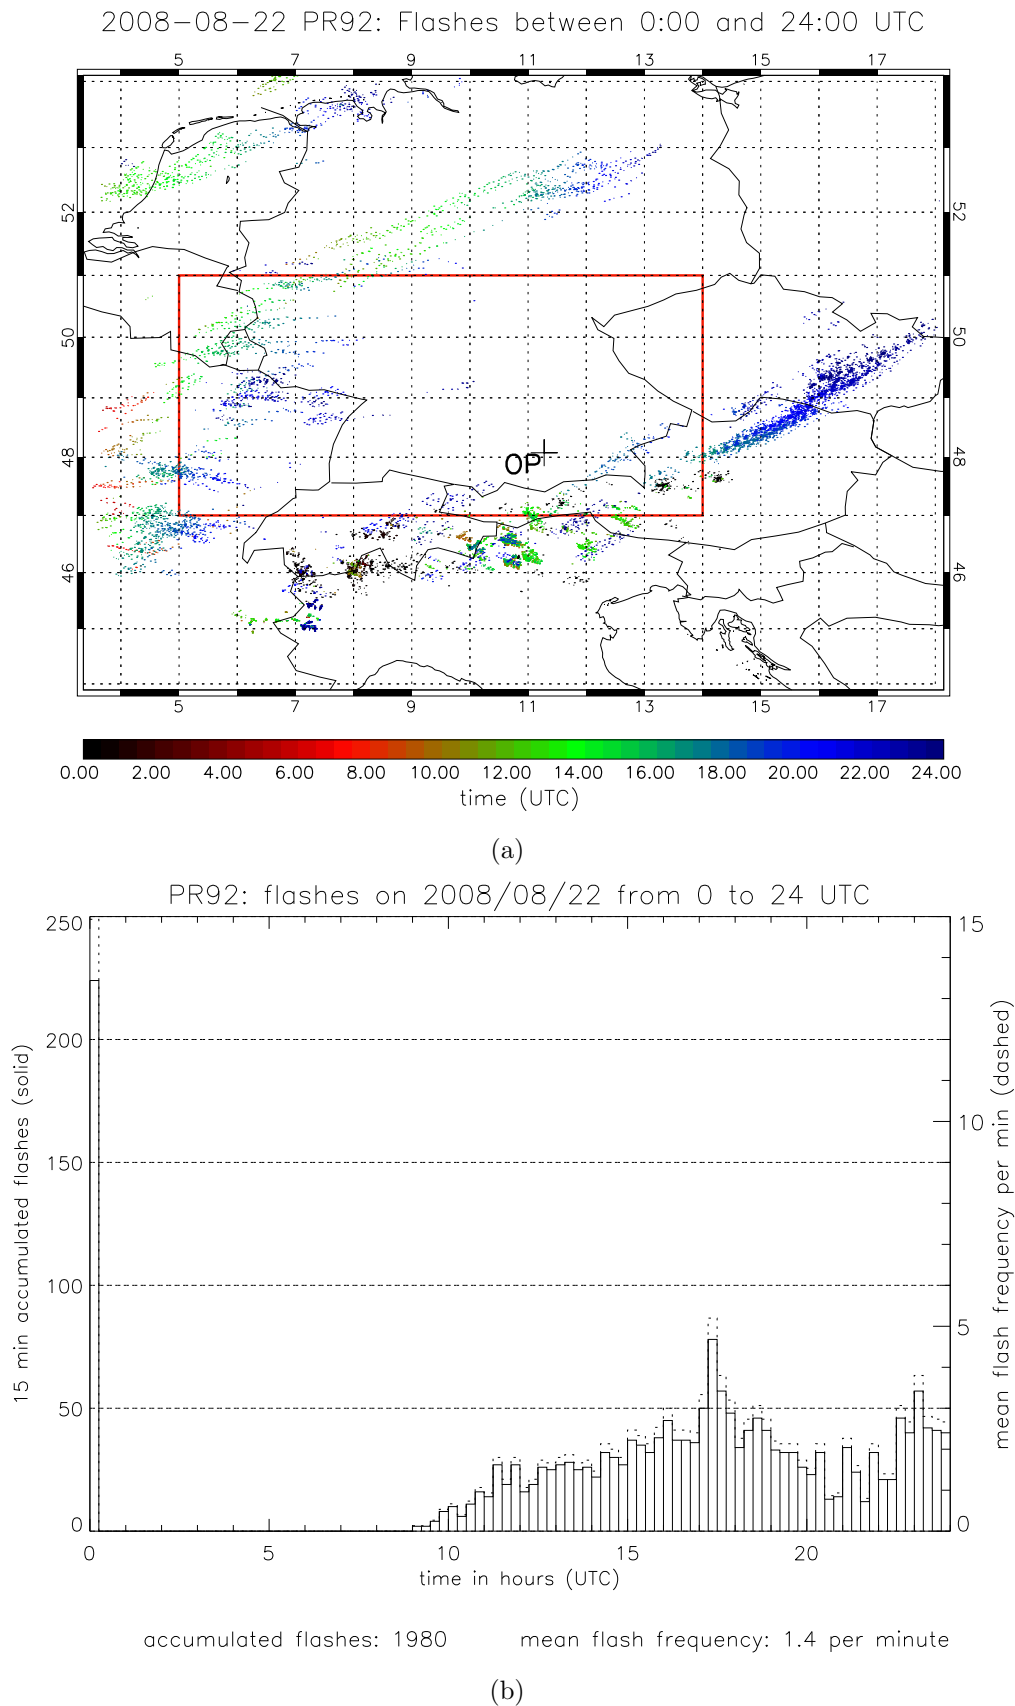 2008-08-22 PR92: Flashes between 0:00 and 24:00 UTC
5 7 9 11 13 15 17
52 52
50 50
48 48
OP
46 46
5 7 9 11 13 15 17
0.00 2.00 4.00 6.00 8.00 10.00 12.00 14.00 16.00 18.00 20.00 22.00 24.00
time (UTC)
(a)
PR92: flashes on 2008/08/22 from 0 to 24 UTC
250 15
200
150
10
100
5
50
0 0
15 min accumulated flashes (solid)
mean flash frequency per min (dashed)
0 5 10 15 20
time in hours (UTC)
accumulated flashes: 1980 mean flash frequency: 1.4 per minute
(b)